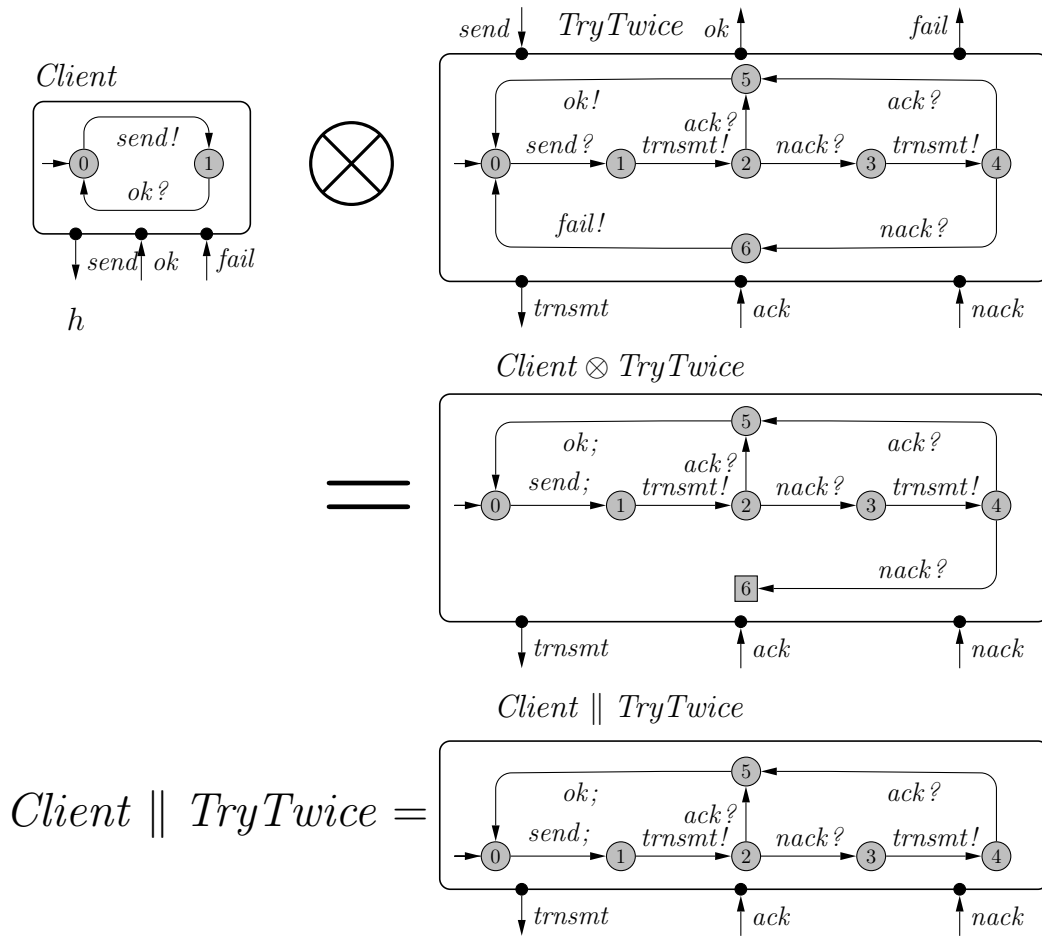 send TryTwice ok fail
Client
5
ok! ack? ack?
send! send? trnsmt! nack? trnsmt!
0 1 0 1 2 3 4
ok? fail! nack?
6
send ok fail
trnsmt ack nack
h
Client ⊗ TryTwice
5
ok; ack? ack?
send; trnsmt! nack? trnsmt!
= 0 1 2 3 4
nack?
6
trnsmt ack nack
Client ∥ TryTwice
5
ok; ack? ack?
Client ∥ TryTwice =
send; trnsmt! nack? trnsmt!
0 1 2 3 4
trnsmt ack nack